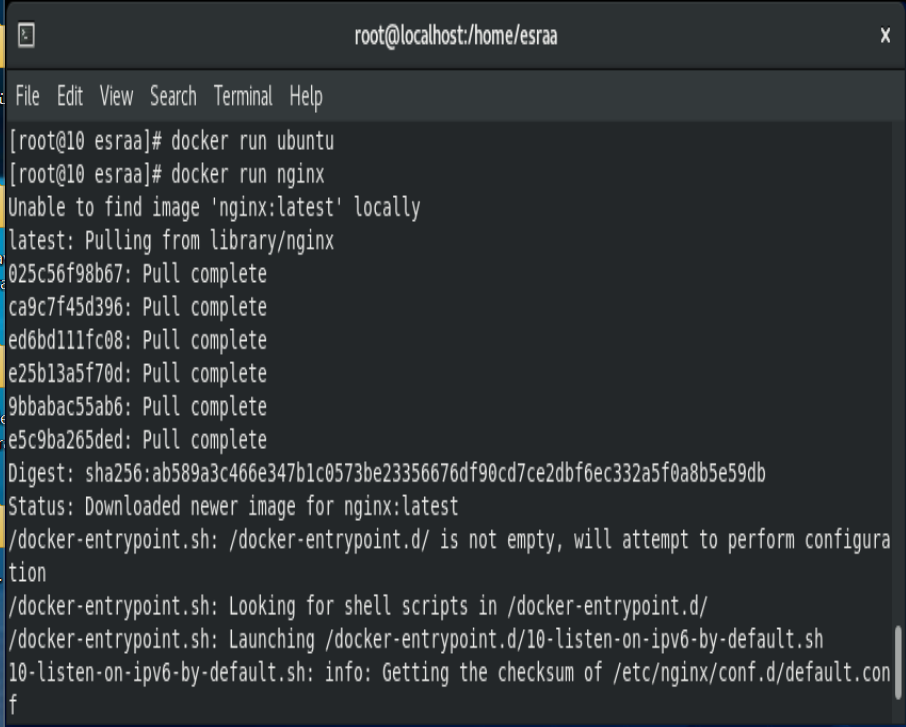 root@localhost:/home/esraa x
File Edit View Search Terminal Help
[root@10 esraa]# docker run ubuntu
[root@10 esraa]# docker run nginx
Unable to find image 'nginx:latest' locally
latest: Pulling from library/nginx
025c56f98b67: Pull complete
ca9c7f45d396: Pull complete
ed6bd111fc08: Pull complete
e25b13a5f70d: Pull complete
9bbabac55ab6: Pull complete
e5c9ba265ded: Pull complete
Digest: sha256:ab589a3c466e347b1c0573be23356676df90cd7ce2dbf6ec332a5f0a8b5e59db
Status: Downloaded newer image for nginx:latest
/docker-entrypoint.sh: /docker-entrypoint.d/ is not empty, will attempt to perform configura
tion
/docker-entrypoint.sh: Looking for shell scripts in /docker-entrypoint.d/
/docker-entrypoint.sh: Launching /docker-entrypoint.d/10-listen-on-ipv6-by-default.sh
10-listen-on-ipv6-by-default.sh: info: Getting the checksum of /etc/nginx/conf.d/default.con
f